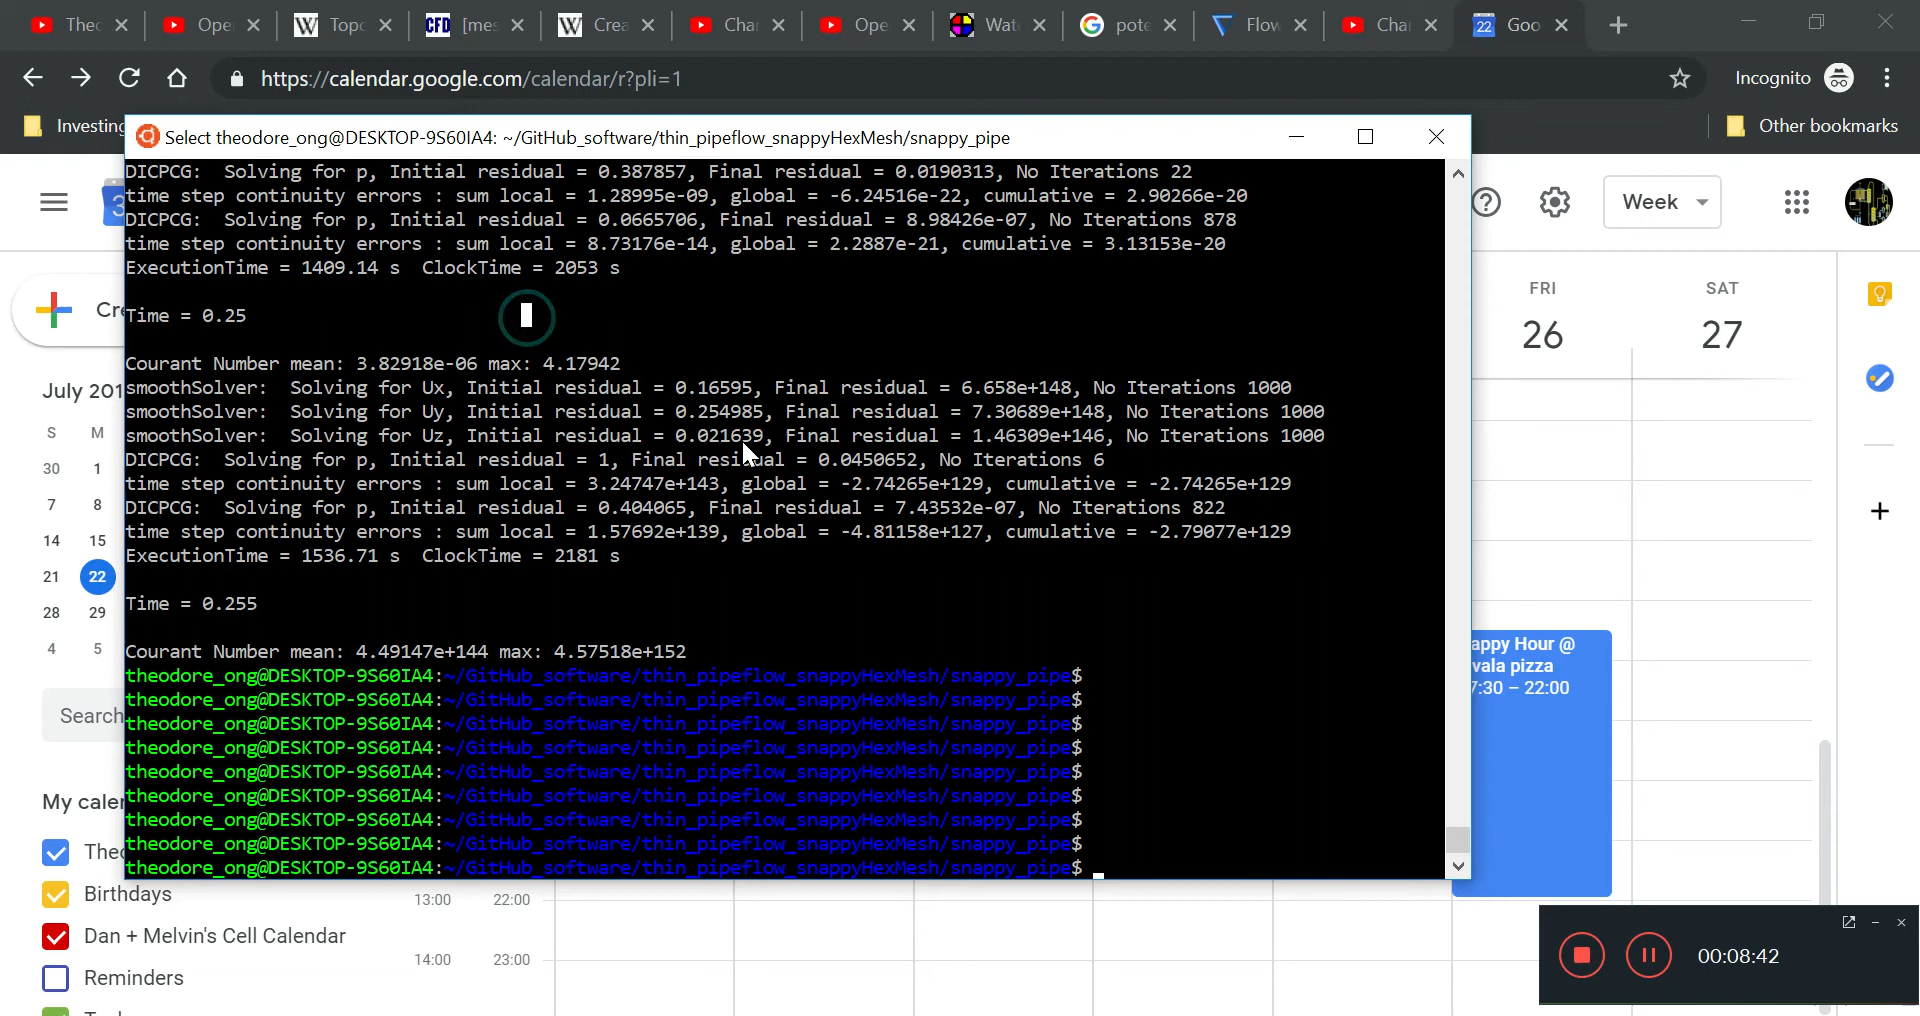 Theo
Ope
Topo
[mes
Crea
Cha
Ope
Wat
pote
Flow
Cha
Goo
https://calendar.google.com/calendar/r?pli=1
Incognito
Investing
Other bookmarks
Select theodore_ong@DESKTOP-9S60IA4: ~/GitHub_software/thin_pipeflow_snappyHexMesh/snappy_pipe
DICPCG:  Solving for p, Initial residual = 0.387857, Final residual = 0.0190313, No Iterations 22
time step continuity errors : sum local = 1.28995e-09, global = -6.24516e-22, cumulative = 2.90266e-20
DICPCG:  Solving for p, Initial residual = 0.0665706, Final residual = 8.98426e-07, No Iterations 878
time step continuity errors : sum local = 8.73176e-14, global = 2.2887e-21, cumulative = 3.13153e-20
ExecutionTime = 1409.14 s  ClockTime = 2053 s
Time = 0.25
Courant Number mean: 3.82918e-06 max: 4.17942
smoothSolver:  Solving for Ux, Initial residual = 0.16595, Final residual = 6.658e+148, No Iterations 1000
smoothSolver:  Solving for Uy, Initial residual = 0.254985, Final residual = 7.30689e+148, No Iterations 1000
smoothSolver:  Solving for Uz, Initial residual = 0.021639, Final residual = 1.46309e+146, No Iterations 1000
DICPCG:  Solving for p, Initial residual = 1, Final residual = 0.0450652, No Iterations 6
time step continuity errors : sum local = 3.24747e+143, global = -2.74265e+129, cumulative = -2.74265e+129
DICPCG:  Solving for p, Initial residual = 0.404065, Final residual = 7.43532e-07, No Iterations 822
time step continuity errors : sum local = 1.57692e+139, global = -4.81158e+127, cumulative = -2.79077e+129
ExecutionTime = 1536.71 s  ClockTime = 2181 s
Time = 0.255
Courant Number mean: 4.49147e+144 max: 4.57518e+152
theodore_ong@DESKTOP-9S60IA4:~/GitHub_software/thin_pipeflow_snappyHexMesh/snappy_pipe$
theodore_ong@DESKTOP-9S60IA4:~/GitHub_software/thin_pipeflow_snappyHexMesh/snappy_pipe$
theodore_ong@DESKTOP-9S60IA4:~/GitHub_software/thin_pipeflow_snappyHexMesh/snappy_pipe$
theodore_ong@DESKTOP-9S60IA4:~/GitHub_software/thin_pipeflow_snappyHexMesh/snappy_pipe$
theodore_ong@DESKTOP-9S60IA4:~/GitHub_software/thin_pipeflow_snappyHexMesh/snappy_pipe$
theodore_ong@DESKTOP-9S60IA4:~/GitHub_software/thin_pipeflow_snappyHexMesh/snappy_pipe$
theodore_ong@DESKTOP-9S60IA4:~/GitHub_software/thin_pipeflow_snappyHexMesh/snappy_pipe$
theodore_ong@DESKTOP-9S60IA4:~/GitHub_software/thin_pipeflow_snappyHexMesh/snappy_pipe$
theodore_ong@DESKTOP-9S60IA4:~/GitHub_software/thin_pipeflow_snappyHexMesh/snappy_pipe$
Cre
July 201
S M
30 1
7 8
14 15
21 22
28 29
4 5
Search
My caler
Theo
Birthdays
Dan + Melvin's Cell Calendar
Reminders
Week
FRI
26
SAT
27
appy Hour @
vala pizza
7:30 – 22:00
13:00 22:00
14:00 23:00
00:08:42